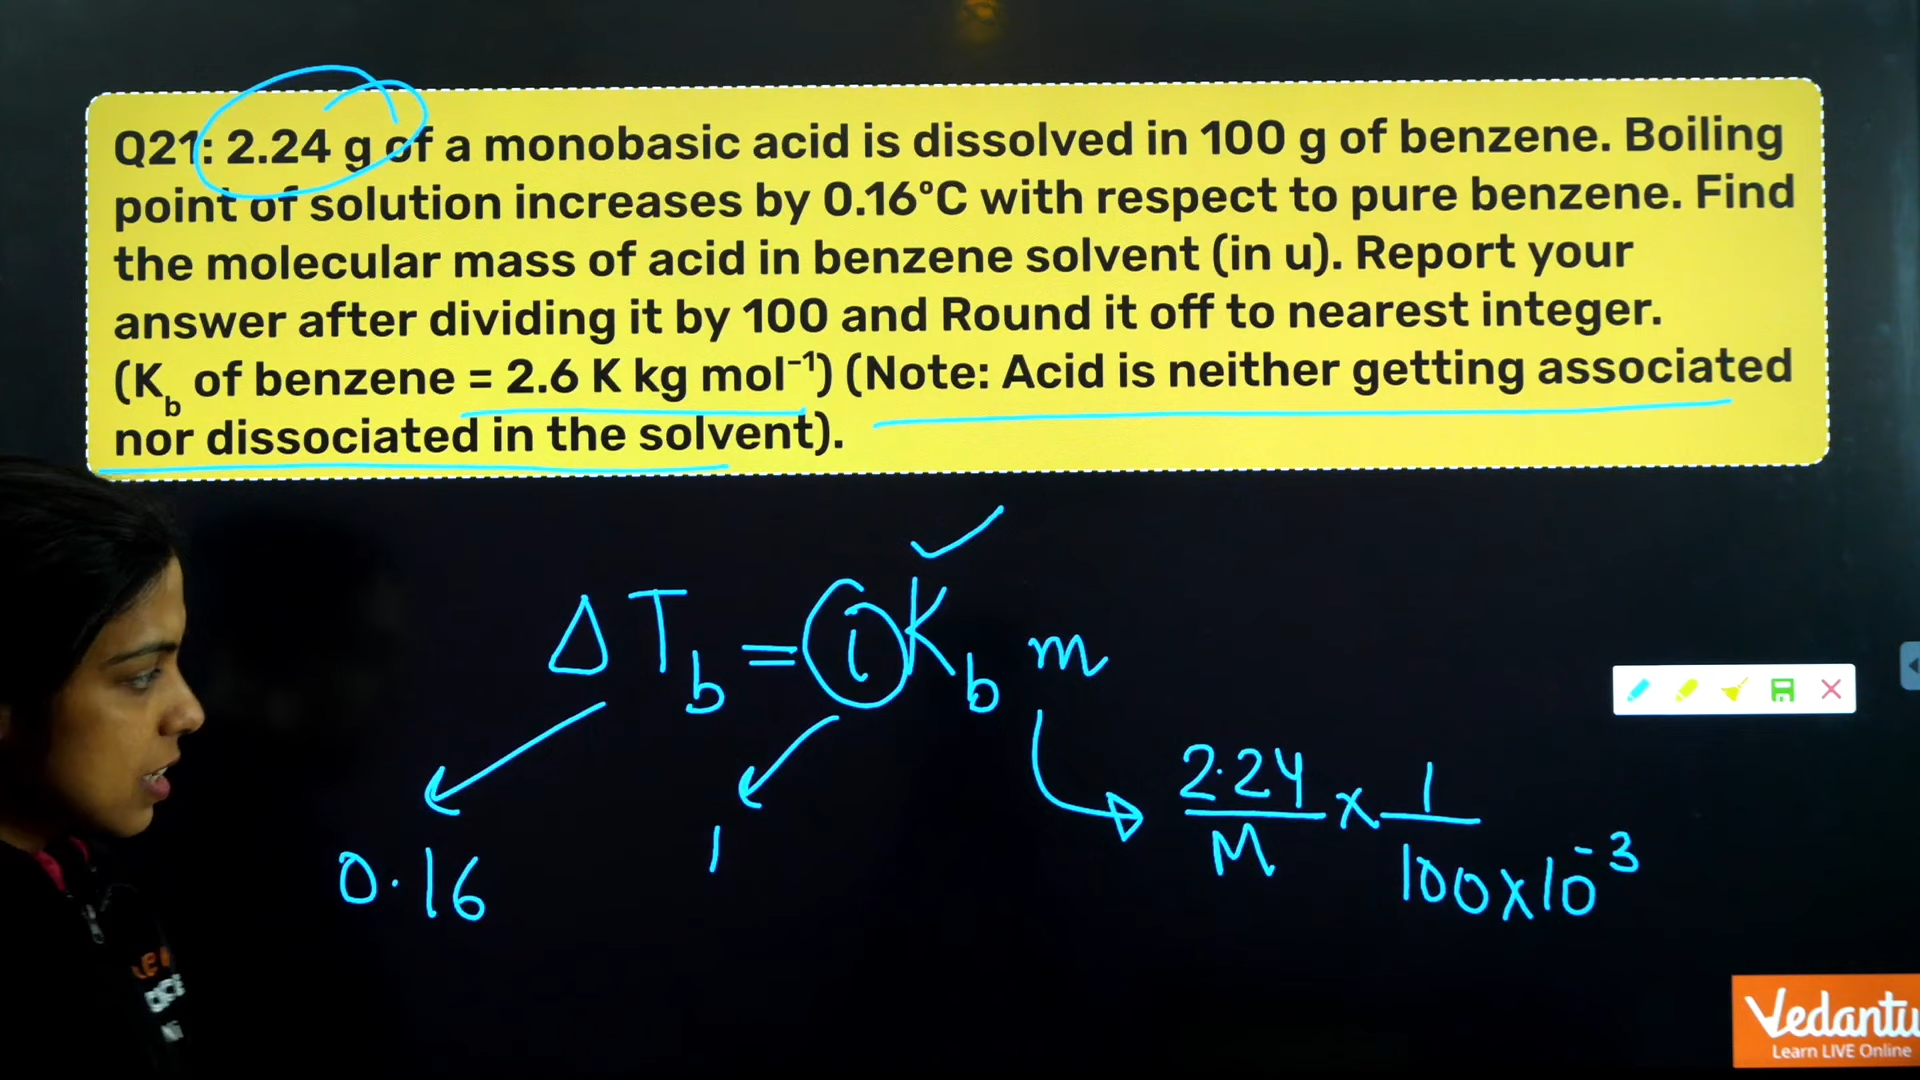 Q21: 2.24 g of a monobasic acid is dissolved in 100 g of benzene. Boiling
point of solution increases by 0.16°C with respect to pure benzene. Find
the molecular mass of acid in benzene solvent (in u). Report your
answer after dividing it by 100 and Round it off to nearest integer.
(K_b of benzene = 2.6 K kg mol⁻¹) (Note: Acid is neither getting associated
nor dissociated in the solvent).
ΔT_b = i K_b m
2.24/M × 1/100×10⁻³
0.16
1
Vedantu
Learn LIVE Online